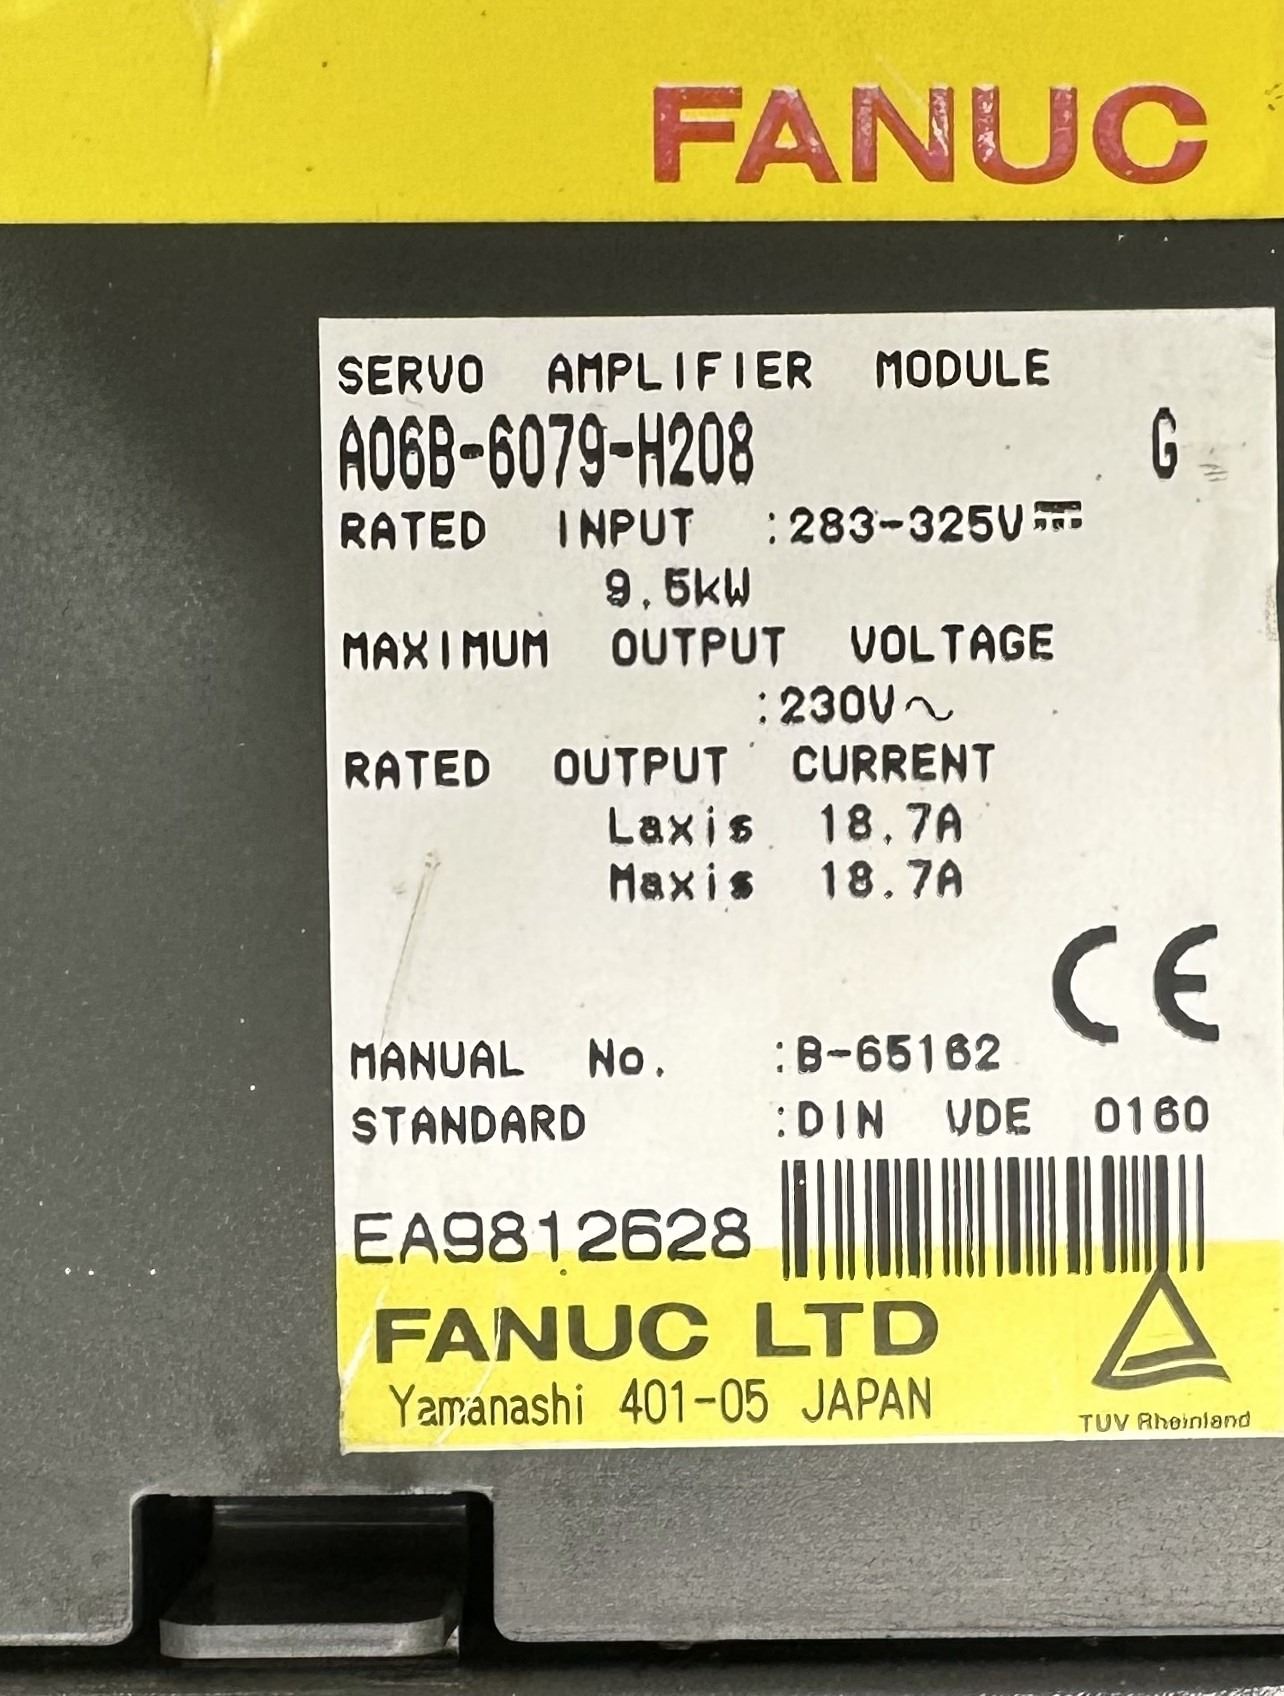 FANUC
SERVO AMPLIFIER MODULE
A06B-6079-H208 G
RATED INPUT :283-325V⎓
9.5kW
MAXIMUM OUTPUT VOLTAGE
:230V~
RATED OUTPUT CURRENT
Laxis 18.7A
Maxis 18.7A
CE
MANUAL No. :B-65162
STANDARD :DIN VDE 0160
EA9812628
FANUC LTD
Yamanashi 401-05 JAPAN
TUV Rheinland